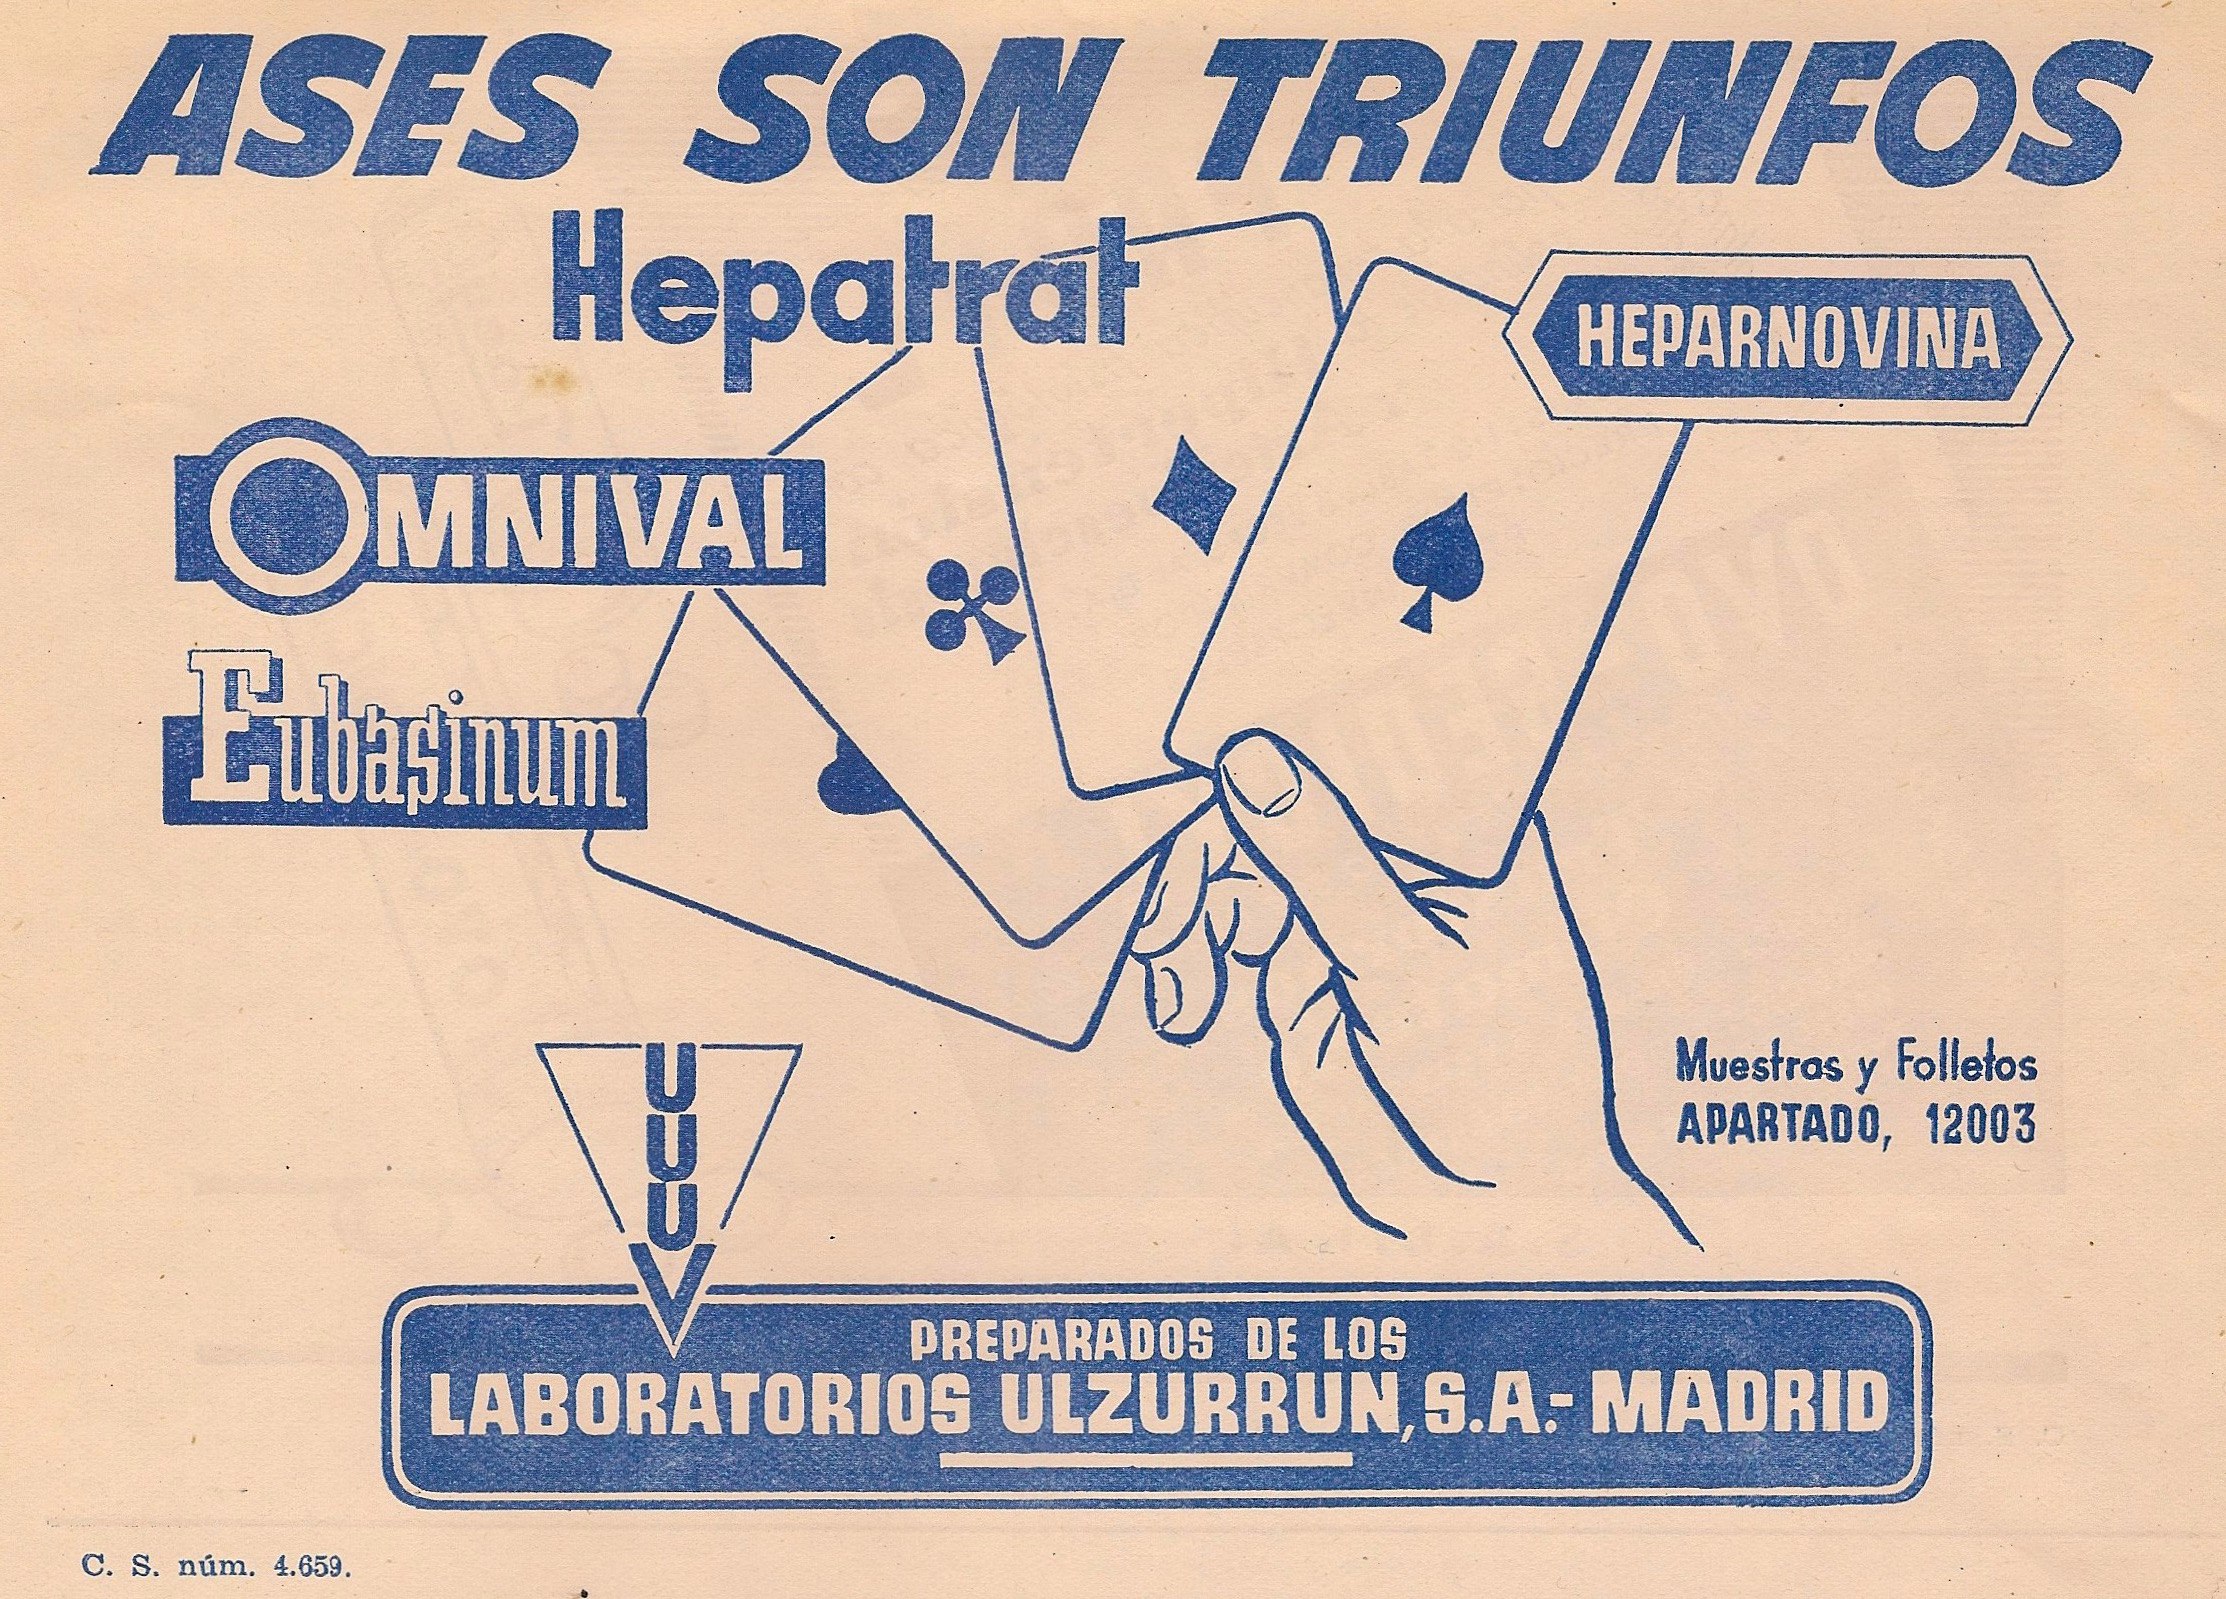 ASES SON TRIUNFOS
Hepatrat
HEPARNOVINA
OMNIVAL
Eubasinum
U
U
U
V
Muestras y Folletos
APARTADO, 12003
PREPARADOS DE LOS
LABORATORIOS ULZURRUN, S.A.- MADRID
C. S. núm. 4.659.